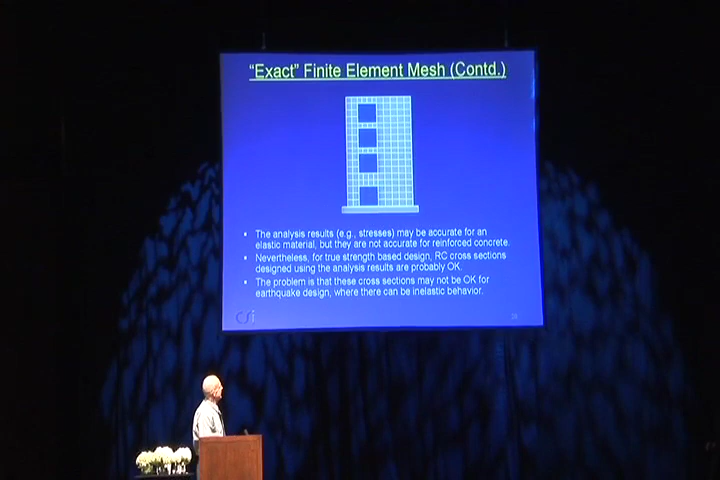 "Exact" Finite Element Mesh (Contd.)
▪ The analysis results (e.g., stresses) may be accurate for an
elastic material, but they are not accurate for reinforced concrete.
▪ Nevertheless, for true strength based design, RC cross sections
designed using the analysis results are probably OK.
▪ The problem is that these cross sections may not be OK for
earthquake design, where there can be inelastic behavior.
CSi